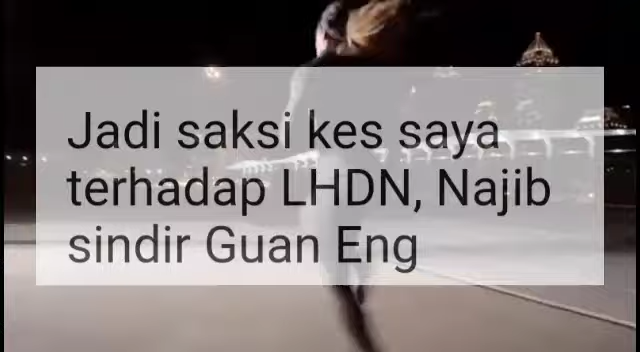 Jadi saksi kes saya
terhadap LHDN, Najib
sindir Guan Eng